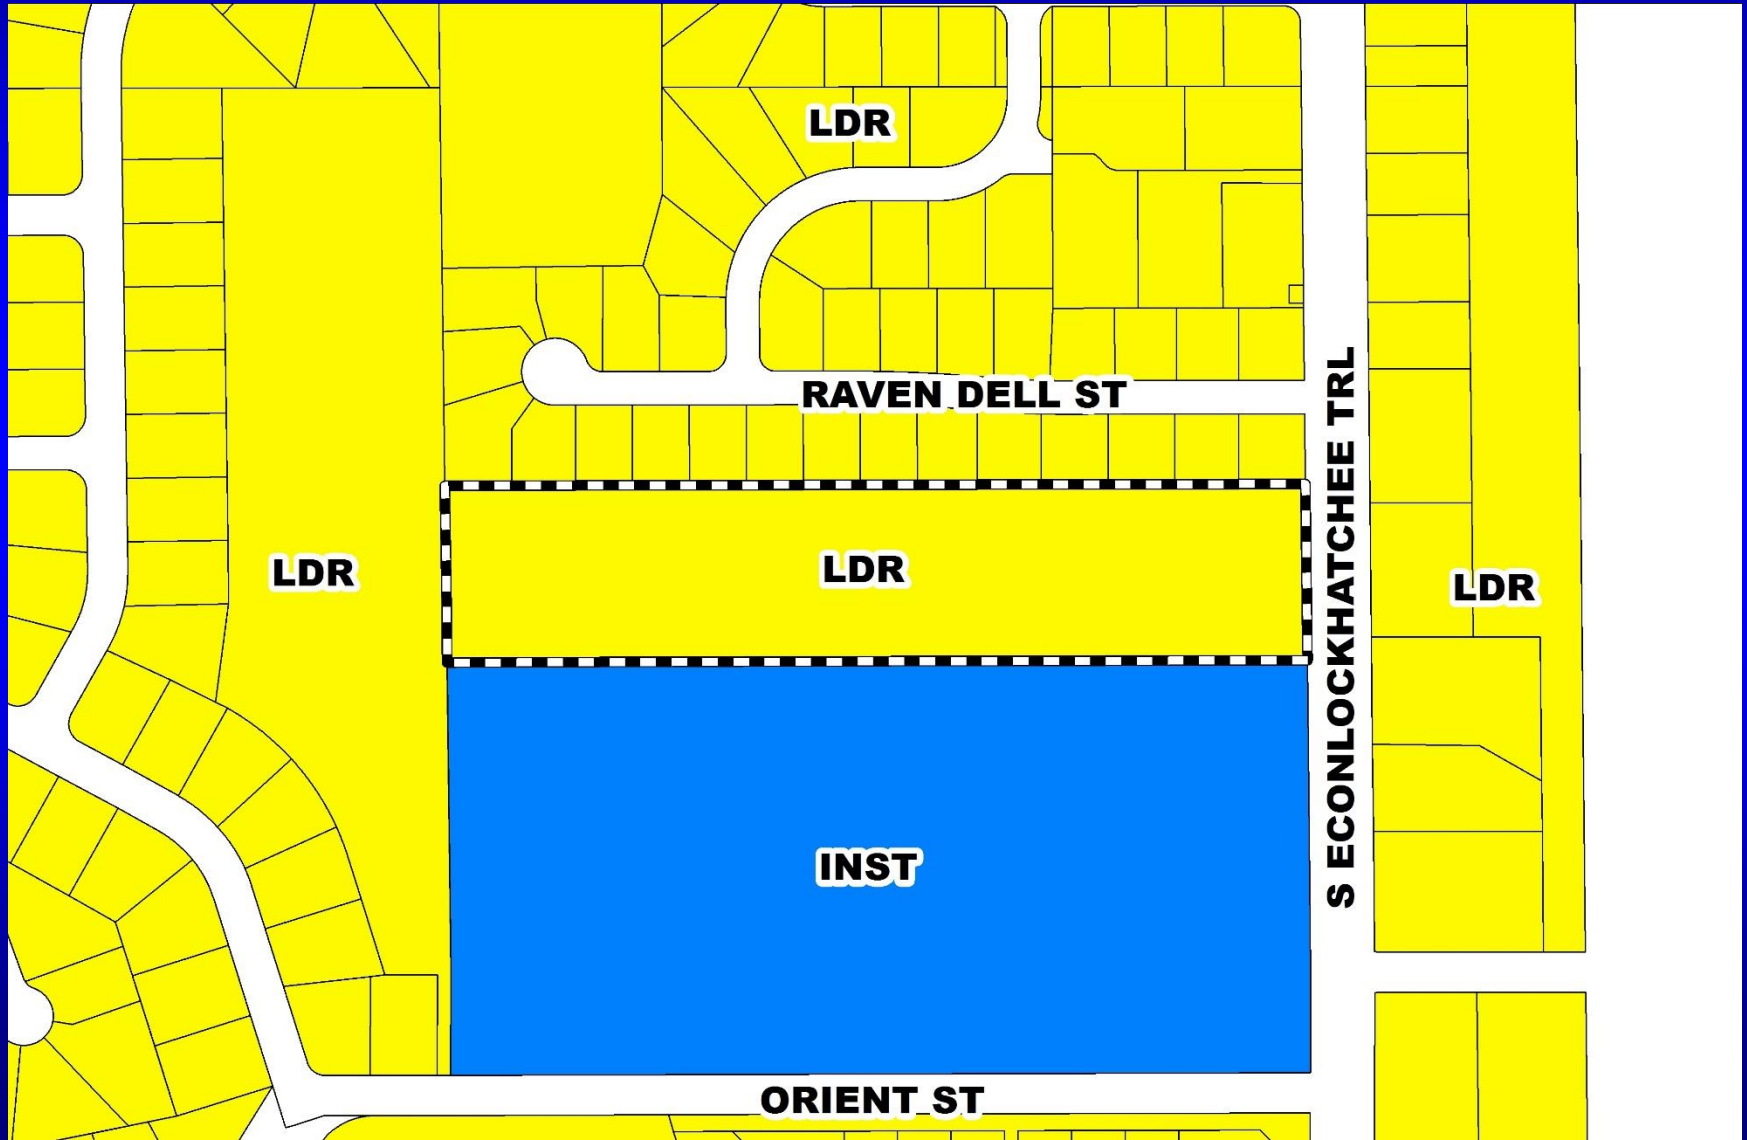 LDR
RAVEN DELL ST
S ECONLOCKHATCHEE TRL
LDR
LDR
LDR
INST
ORIENT ST